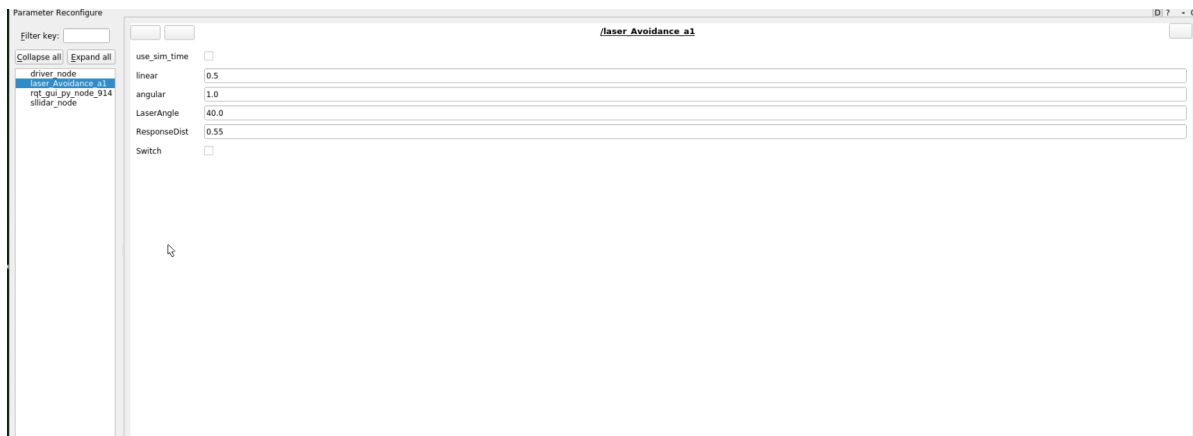 Parameter Reconfigure
D ? -
Filter key:
Collapse all Expand all
driver_node
laser_Avoidance_a1
rqt_gui_py_node_914
sllidar_node
/laser_Avoidance_a1
use_sim_time
linear 0.5
angular 1.0
LaserAngle 40.0
ResponseDist 0.55
Switch